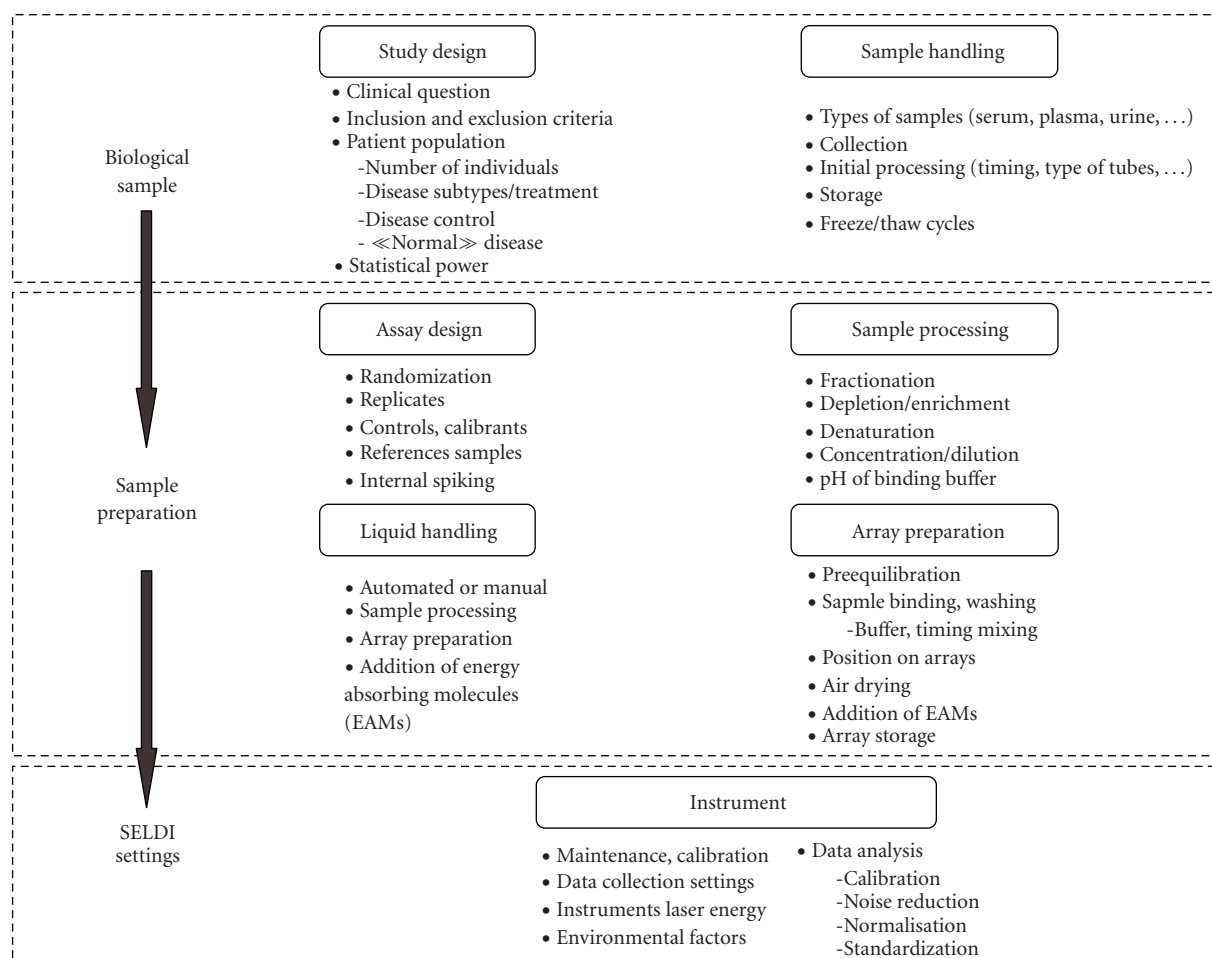 Biological
sample
Study design
• Clinical question
• Inclusion and exclusion criteria
• Patient population
-Number of individuals
-Disease subtypes/treatment
-Disease control
- ≪Normal≫ disease
• Statistical power
Sample handling
• Types of samples (serum, plasma, urine, ...)
• Collection
• Initial processing (timing, type of tubes, ...)
• Storage
• Freeze/thaw cycles
Sample
preparation
Assay design
• Randomization
• Replicates
• Controls, calibrants
• References samples
• Internal spiking
Sample processing
• Fractionation
• Depletion/enrichment
• Denaturation
• Concentration/dilution
• pH of binding buffer
Liquid handling
• Automated or manual
• Sample processing
• Array preparation
• Addition of energy
absorbing molecules
(EAMs)
Array preparation
• Preequilibration
• Sapmle binding, washing
-Buffer, timing mixing
• Position on arrays
• Air drying
• Addition of EAMs
• Array storage
SELDI
settings
Instrument
• Maintenance, calibration
• Data collection settings
• Instruments laser energy
• Environmental factors
• Data analysis
-Calibration
-Noise reduction
-Normalisation
-Standardization